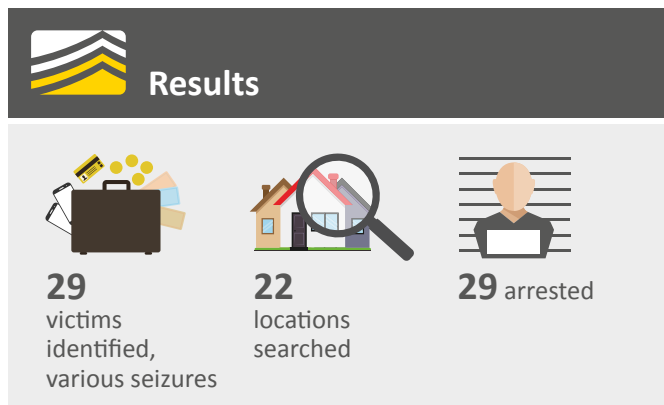 Results
29
victims
identified,
various seizures
22
locations
searched
29 arrested